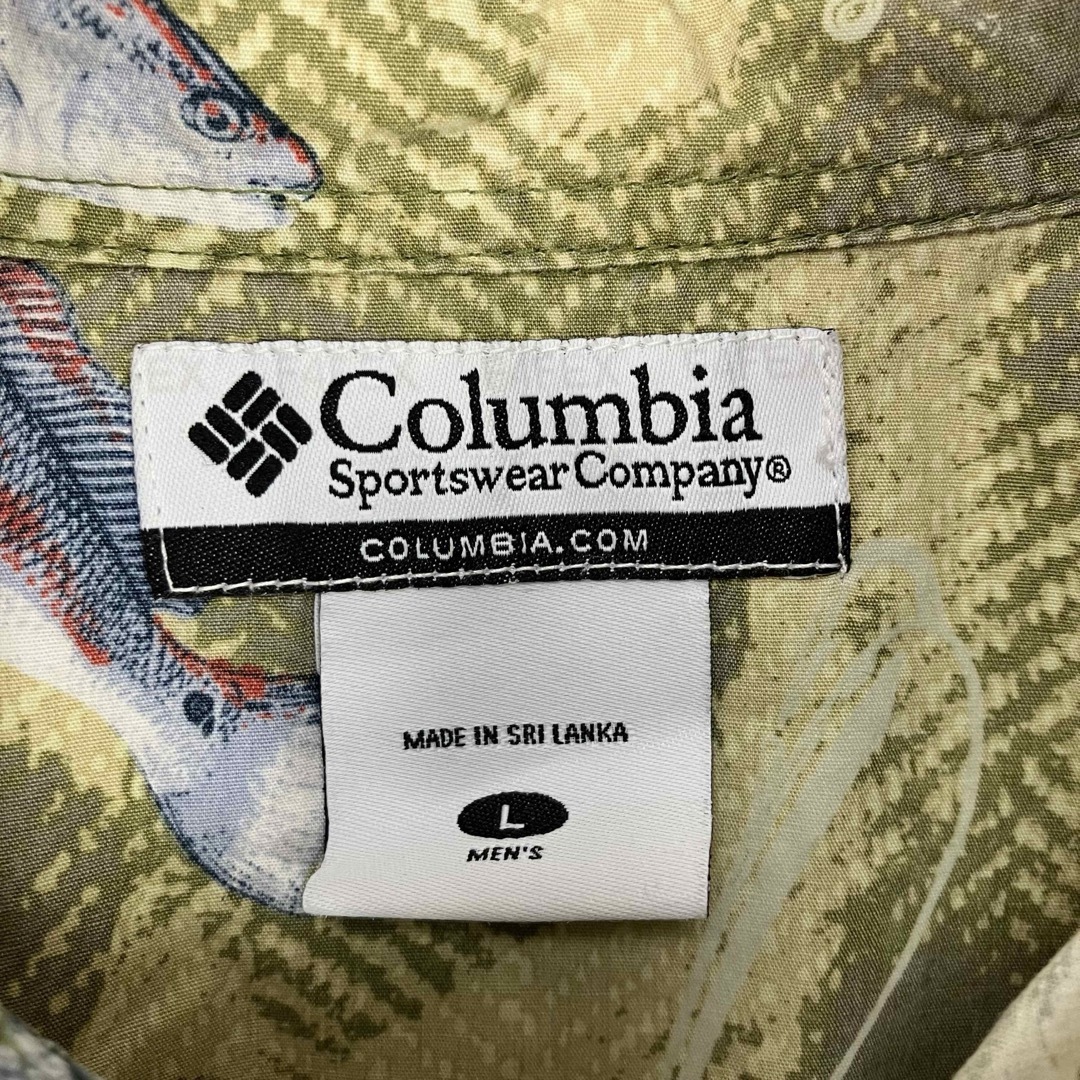 Columbia
Sportswear Company®
COLUMBIA.COM
MADE IN SRI LANKA
L
MEN'S